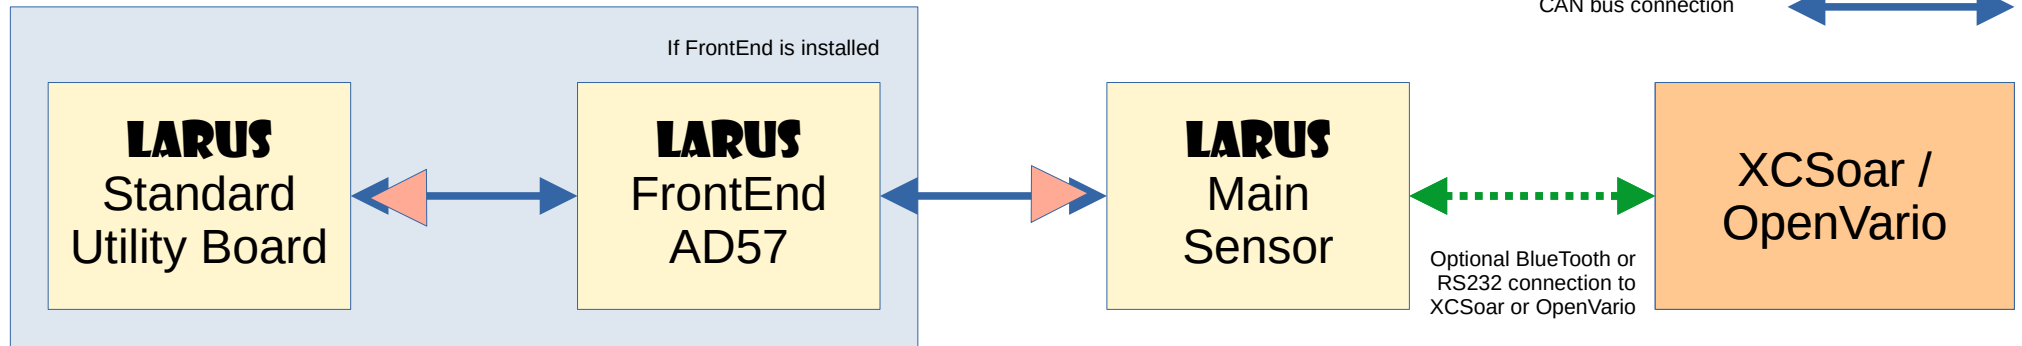 CAN bus connection
If FrontEnd is installed
LARUS
Standard
Utility Board
LARUS
FrontEnd
AD57
LARUS
Main
Sensor
Optional BlueTooth or
RS232 connection to
XCSoar or OpenVario
XCSoar /
OpenVario